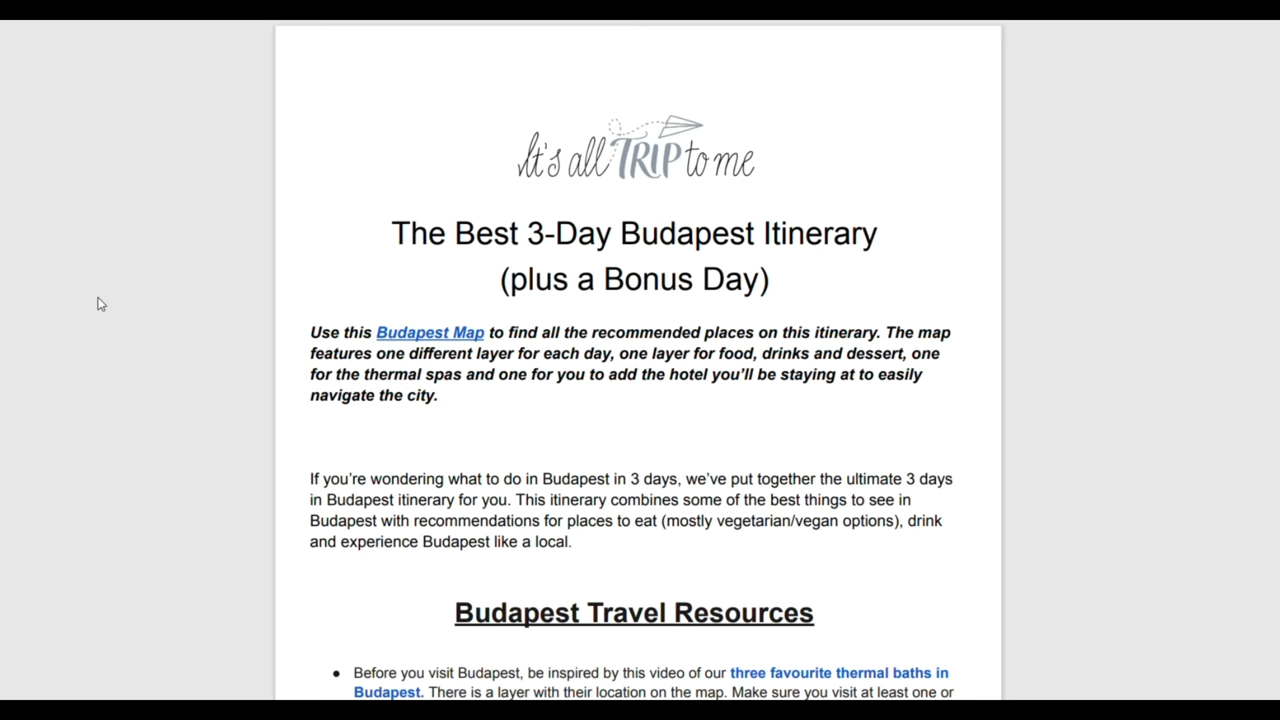 It's all TRIP to me
The Best 3-Day Budapest Itinerary
(plus a Bonus Day)
Use this Budapest Map to find all the recommended places on this itinerary. The map
features one different layer for each day, one layer for food, drinks and dessert, one
for the thermal spas and one for you to add the hotel you’ll be staying at to easily
navigate the city.
If you’re wondering what to do in Budapest in 3 days, we’ve put together the ultimate 3 days
in Budapest itinerary for you. This itinerary combines some of the best things to see in
Budapest with recommendations for places to eat (mostly vegetarian/vegan options), drink
and experience Budapest like a local.
Budapest Travel Resources
● Before you visit Budapest, be inspired by this video of our three favourite thermal baths in
Budapest. There is a layer with their location on the map. Make sure you visit at least one or